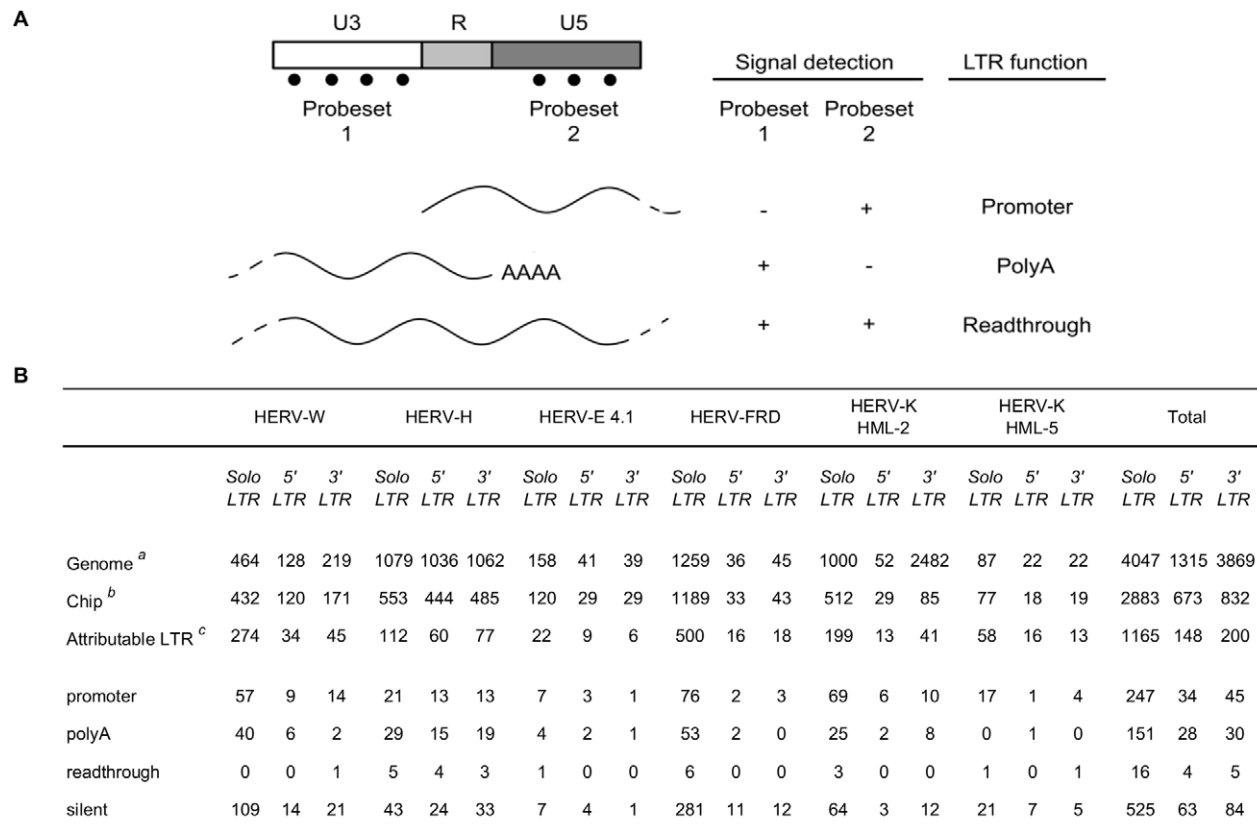 A
U3 R U5
Signal detection LTR function
Probeset 1 Probeset 2 Probeset 1 Probeset 2
- + Promoter
AAAA + - PolyA
+ + Readthrough
B
HERV-W HERV-H HERV-E 4.1 HERV-FRD HERV-K HML-2 HERV-K HML-5 Total
Solo LTR 5' LTR 3' LTR Solo LTR 5' LTR 3' LTR Solo LTR 5' LTR 3' LTR Solo LTR 5' LTR 3' LTR Solo LTR 5' LTR 3' LTR Solo LTR 5' LTR 3' LTR Solo LTR 5' LTR 3' LTR
Genome a 464 128 219 1079 1036 1062 158 41 39 1259 36 45 1000 52 2482 87 22 22 4047 1315 3869
Chip b 432 120 171 553 444 485 120 29 29 1189 33 43 512 29 85 77 18 19 2883 673 832
Attributable LTR c 274 34 45 112 60 77 22 9 6 500 16 18 199 13 41 58 16 13 1165 148 200
promoter 57 9 14 21 13 13 7 3 1 76 2 3 69 6 10 17 1 4 247 34 45
polyA 40 6 2 29 15 19 4 2 1 53 2 0 25 2 8 0 1 0 151 28 30
readthrough 0 0 1 5 4 3 1 0 0 6 0 0 3 0 0 1 0 1 16 4 5
silent 109 14 21 43 24 33 7 4 1 281 11 12 64 3 12 21 7 5 525 63 84